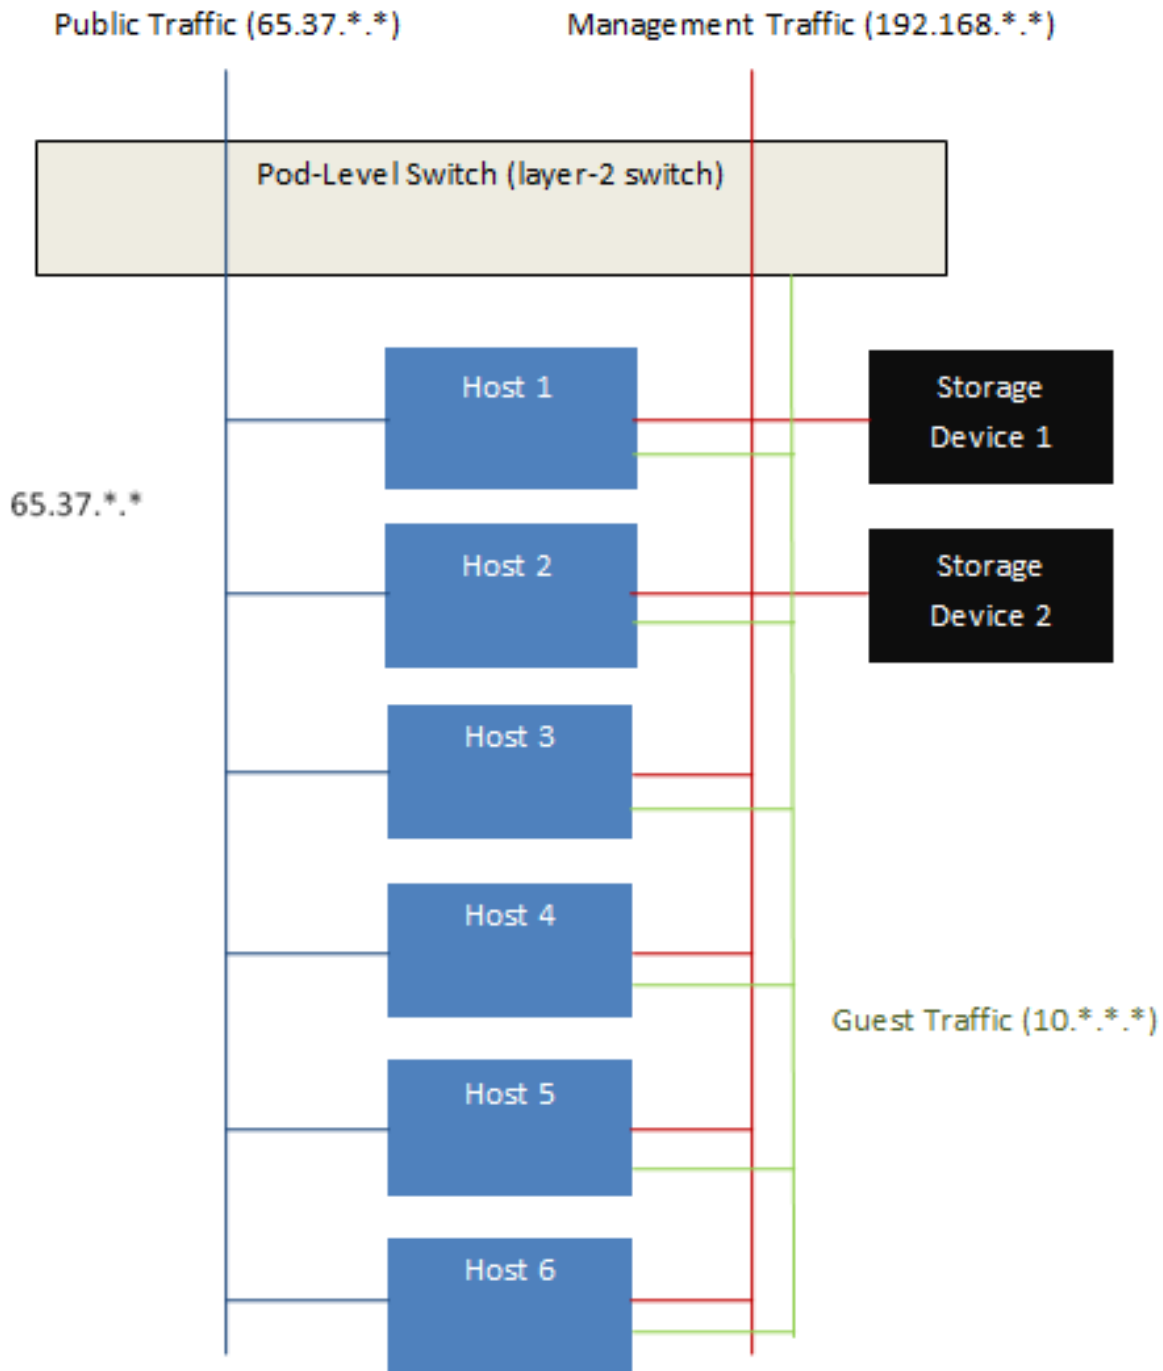 Public Traffic (65.37.*.*)
Management Traffic (192.168.*.*)
Pod-Level Switch (layer-2 switch)
Host 1
Storage
Device 1
65.37.*.*
Host 2
Storage
Device 2
Host 3
Host 4
Guest Traffic (10.*.*.*)
Host 5
Host 6